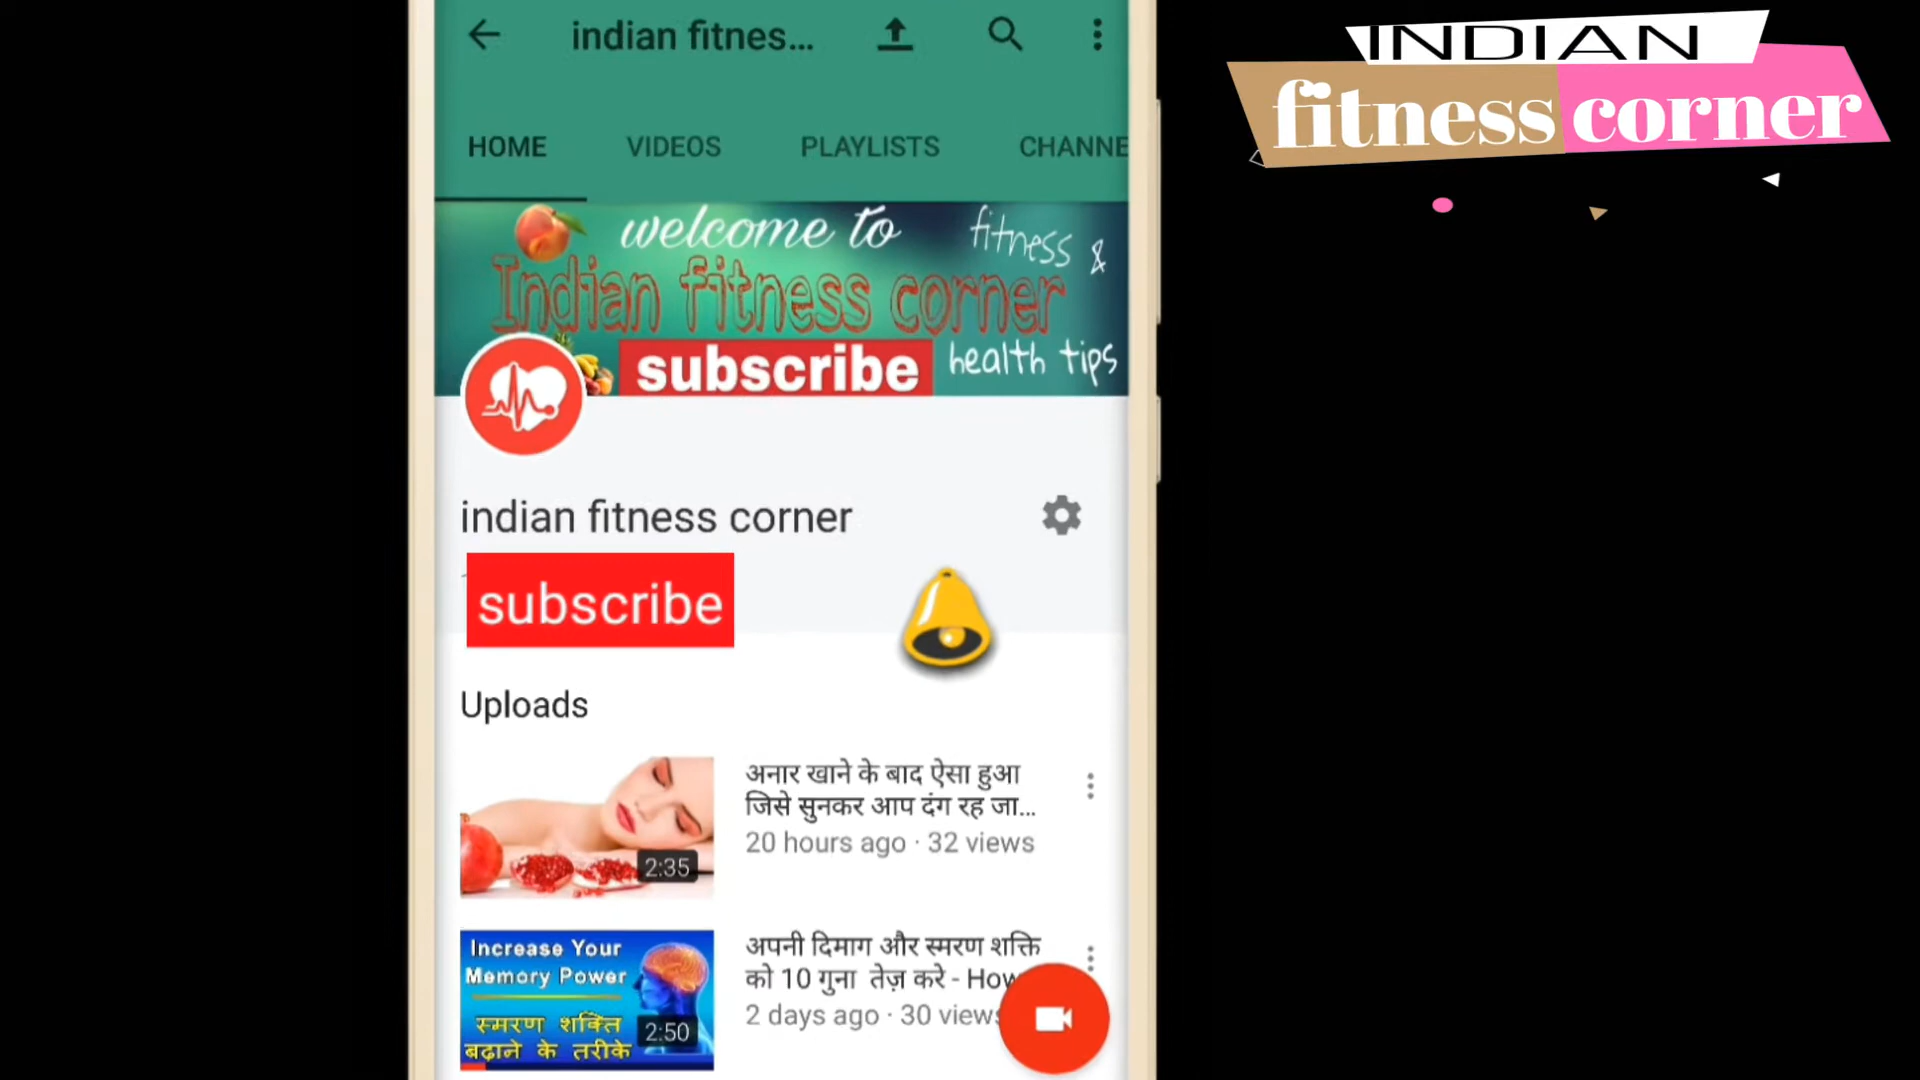 indian fitnes...
HOME VIDEOS PLAYLISTS CHANNE
welcome to
fitness &
Indian fitness corner
subscribe
health tips
indian fitness corner
subscribe
Uploads
अनार खाने के बाद ऐसा हुआ
जिसे सुनकर आप दंग रह जा...
20 hours ago · 32 views
2:35
Increase Your
Memory Power
स्मरण शक्ति
बढ़ाने के तरीके
2:50
अपनी दिमाग और स्मरण शक्ति
को 10 गुना तेज़ करे - How
2 days ago · 30 views
INDIAN
fitness corner